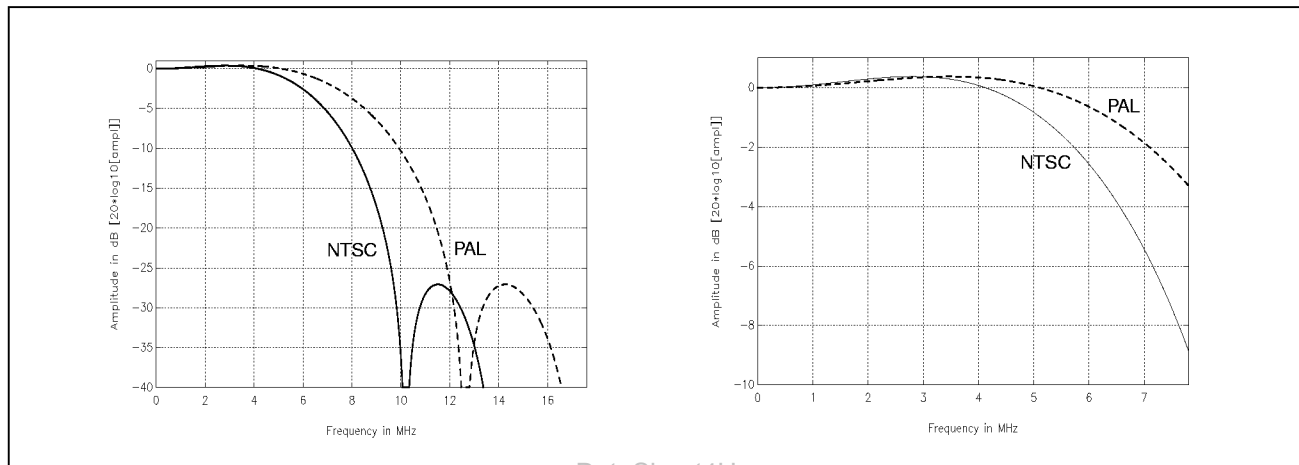 Amplitude in dB [20*log10[ampl]]
0
-5
-10
-15
-20
-25
-30
-35
-40
NTSC
PAL
0 2 4 6 8 10 12 14 16
Frequency in MHz
Amplitude in dB [20*log10[ampl]]
0
-2
-4
-6
-8
-10
PAL
NTSC
0 1 2 3 4 5 6 7
Frequency in MHz